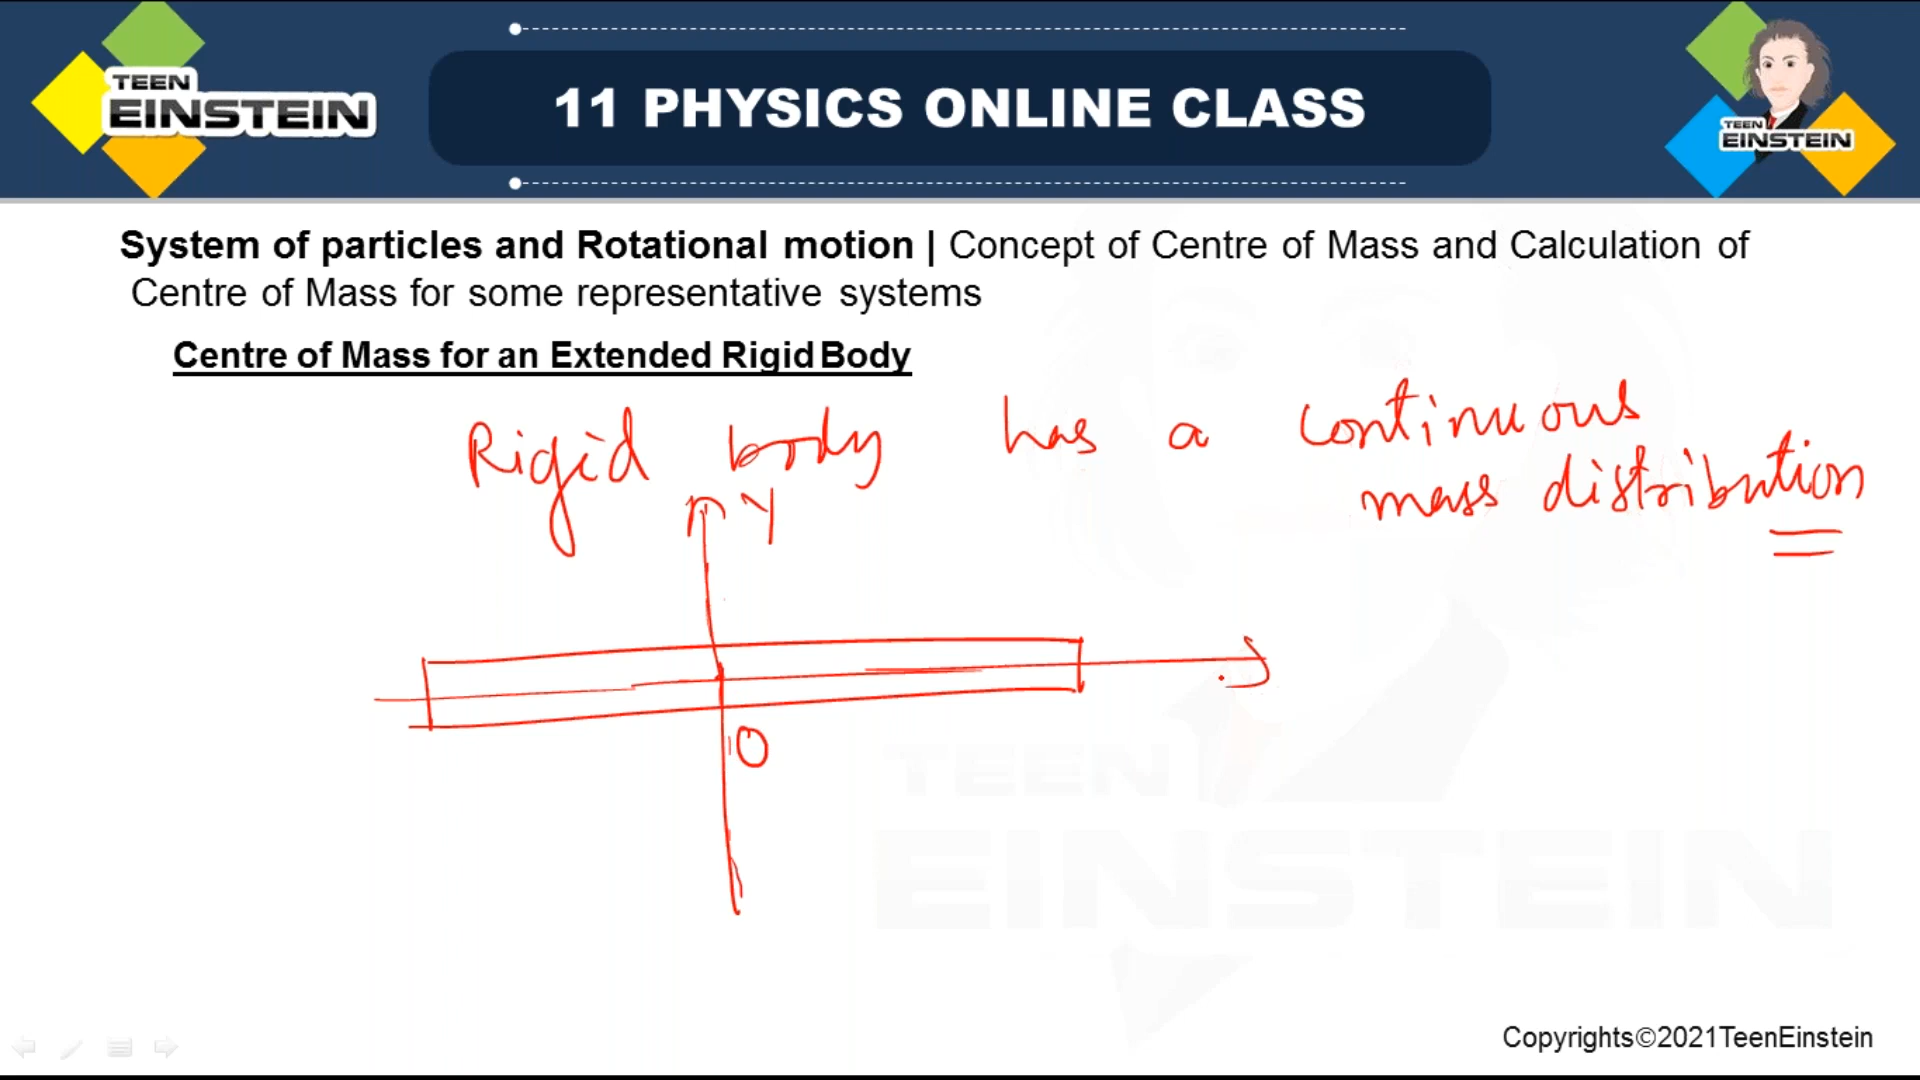 TEEN
EINSTEIN
11 PHYSICS ONLINE CLASS
TEEN
EINSTEIN
System of particles and Rotational motion | Concept of Centre of Mass and Calculation of
Centre of Mass for some representative systems
Centre of Mass for an Extended Rigid Body
Rigid body has a continuous
mass distribution
Y
O
TEEN
EINSTEIN
Copyrights©2021TeenEinstein